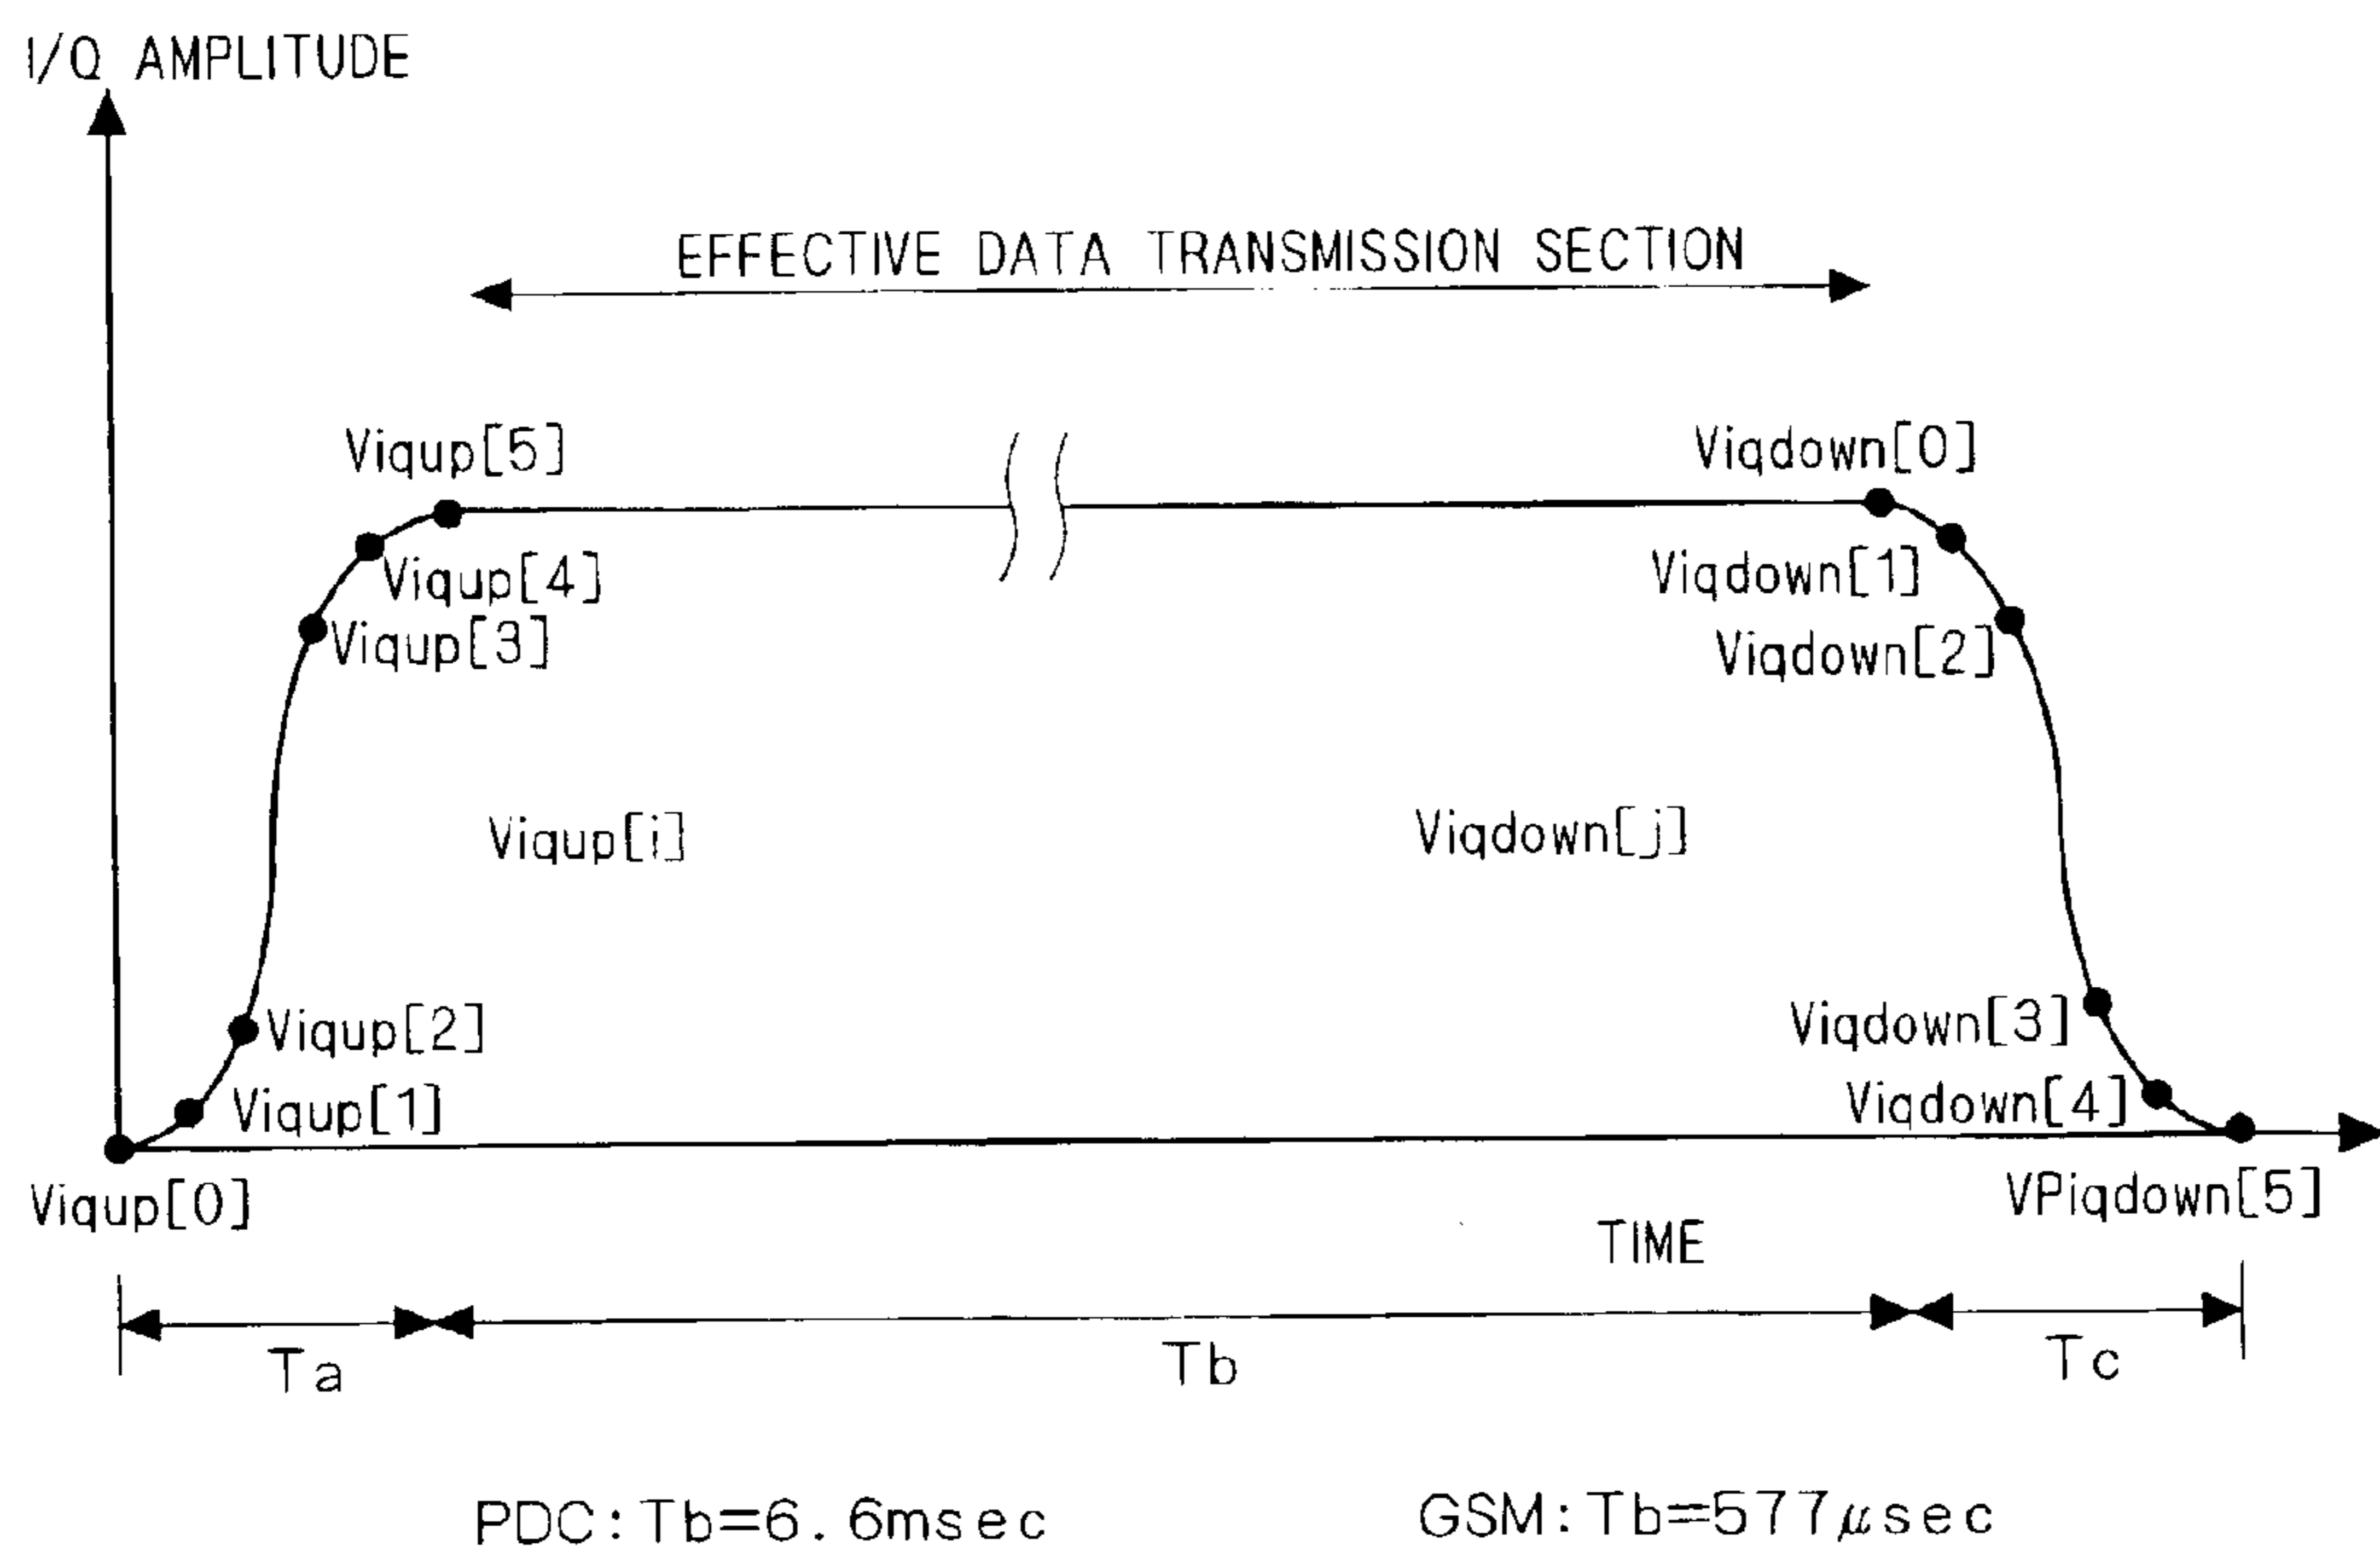 I/Q AMPLITUDE
EFFECTIVE DATA TRANSMISSION SECTION
Viqup[5]
Viqdown[0]
Viqup[4]
Viqdown[1]
Viqup[3]
Viqdown[2]
Viqup[i]
Viqdown[j]
Viqup[2]
Viqdown[3]
Viqup[1]
Viqdown[4]
Viqup[0]
VPiqdown[5]
TIME
Ta
Tb
Tc
PDC:Tb=6.6msec
GSM:Tb=577μsec